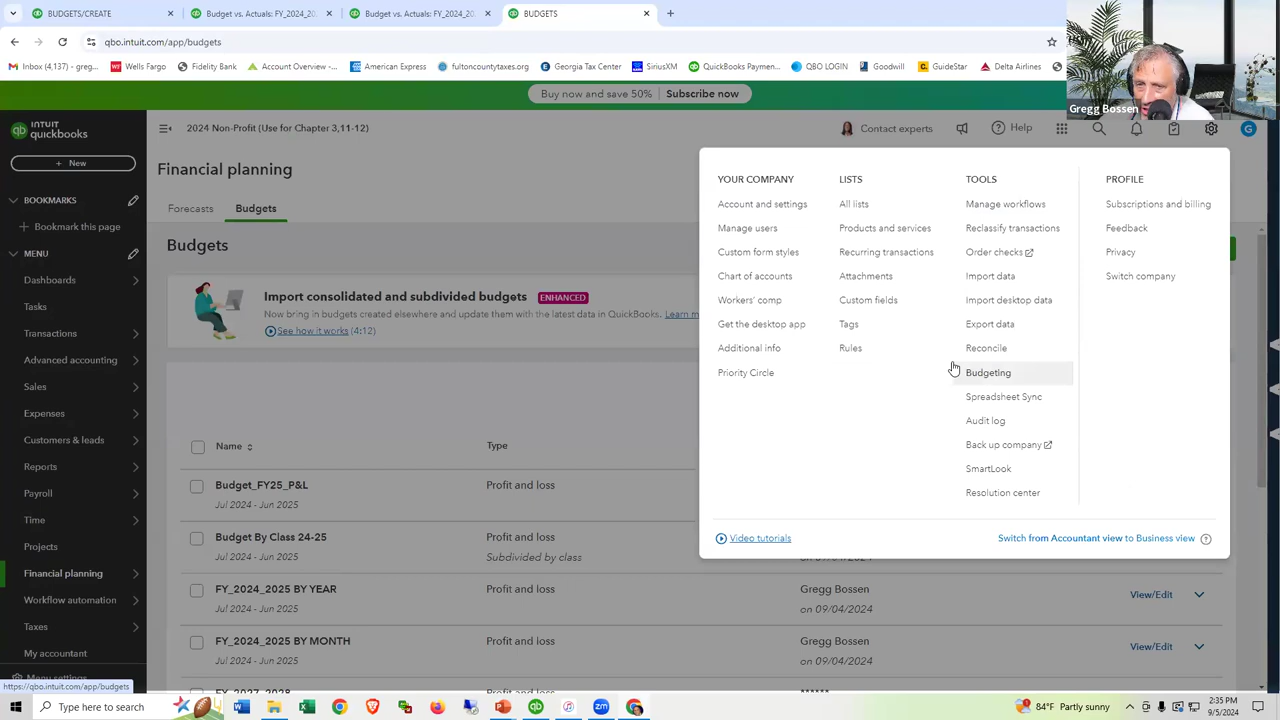 BUDGETS/CREATE
Budget vs. Actuals: FY_2024_20
Budget vs. Actuals: FY_2024_20
BUDGETS
qbo.intuit.com/app/budgets
Inbox (4,137) - greg...
Wells Fargo
Fidelity Bank
Account Overview -...
American Express
fultoncountytaxes.org
Georgia Tax Center
SiriusXM
QuickBooks Paymen...
QBO LOGIN
Goodwill
GuideStar
Delta Airlines
Gregg Bossen
Buy now and save 50%
Subscribe now
INTUIT
quickbooks
2024 Non-Profit (Use for Chapter 3,11-12)
Contact experts
Help
G
+ New
BOOKMARKS
Bookmark this page
MENU
Dashboards
Tasks
Transactions
Advanced accounting
Sales
Expenses
Customers & leads
Reports
Payroll
Time
Projects
Financial planning
Workflow automation
Taxes
My accountant
Menu settings
https://qbo.intuit.com/app/budgets
Financial planning
Forecasts
Budgets
Budgets
Import consolidated and subdivided budgets
ENHANCED
Now bring in budgets created elsewhere and update them with the latest data in QuickBooks. Learn m
See how it works (4:12)
Name
Type
Budget_FY25_P&L
Profit and loss
Jul 2024 - Jun 2025
Budget By Class 24-25
Profit and loss
Jul 2024 - Jun 2025
Subdivided by class
on 09/04/2024
FY_2024_2025 BY YEAR
Profit and loss
Gregg Bossen
View/Edit
Jul 2024 - Jun 2025
on 09/04/2024
FY_2024_2025 BY MONTH
Profit and loss
Gregg Bossen
View/Edit
Jul 2024 - Jun 2025
on 09/04/2024
FY_2027_2028
Profit and loss
YOUR COMPANY
Account and settings
Manage users
Custom form styles
Chart of accounts
Workers' comp
Get the desktop app
Additional info
Priority Circle
LISTS
All lists
Products and services
Recurring transactions
Attachments
Custom fields
Tags
Rules
TOOLS
Manage workflows
Reclassify transactions
Order checks
Import data
Import desktop data
Export data
Reconcile
Budgeting
Spreadsheet Sync
Audit log
Back up company
SmartLook
Resolution center
PROFILE
Subscriptions and billing
Feedback
Privacy
Switch company
Video tutorials
Switch from Accountant view to Business view
Type here to search
84°F Partly sunny
2:35 PM
9/5/2024